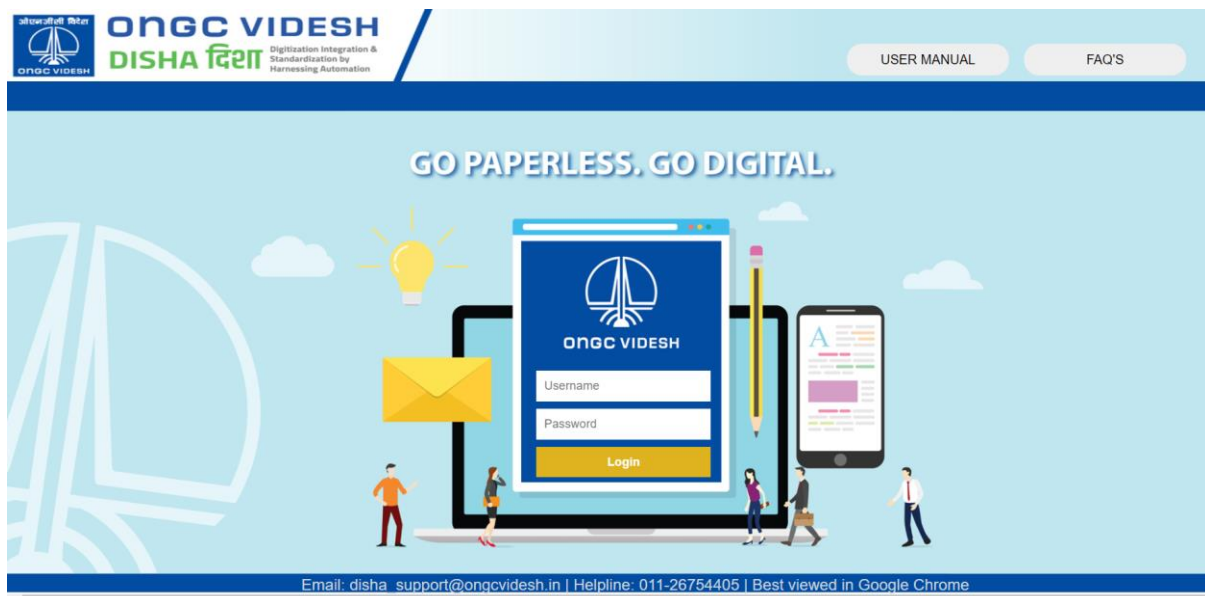 ओएनजीसी विदेश
ONGC VIDESH
ONGC VIDESH
DISHA दिशा
Digitization Integration &
Standardization by
Harnessing Automation
USER MANUAL
FAQ'S
GO PAPERLESS. GO DIGITAL.
ONGC VIDESH
Username
Password
Login
A
Email: disha_support@ongcvidesh.in | Helpline: 011-26754405 | Best viewed in Google Chrome